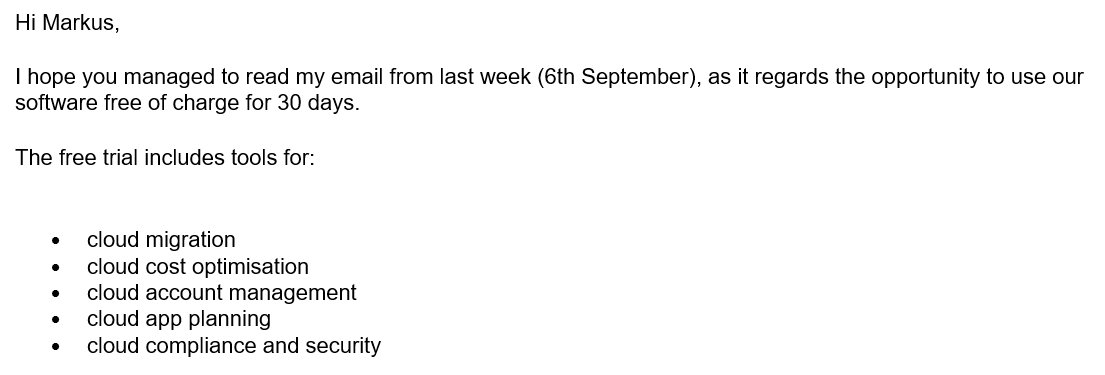 Hi Markus,
I hope you managed to read my email from last week (6th September), as it regards the opportunity to use our
software free of charge for 30 days.
The free trial includes tools for:
• cloud migration
• cloud cost optimisation
• cloud account management
• cloud app planning
• cloud compliance and security